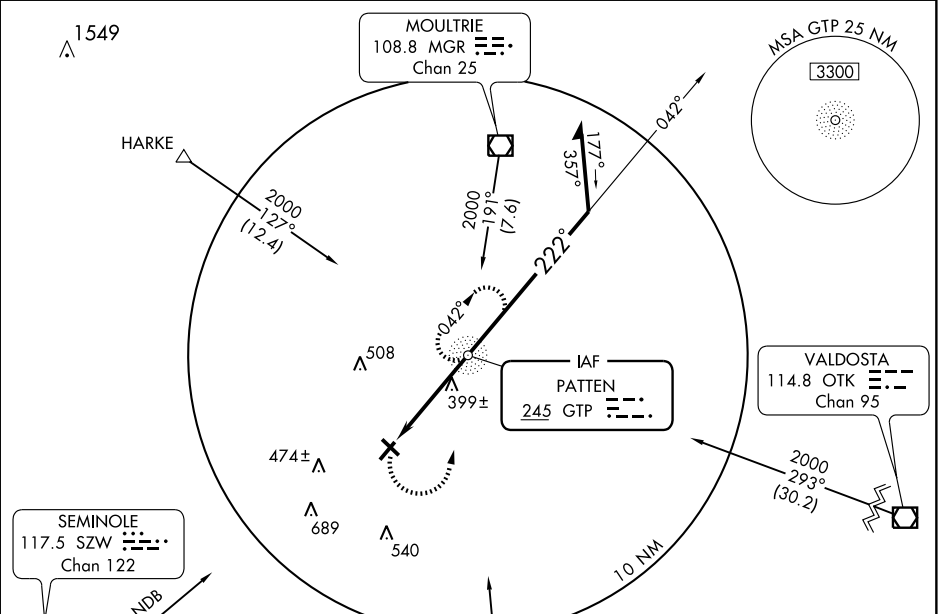 1549
MOULTRIE
108.8 MGR
Chan 25
MSA GTP 25 NM
3300
HARKE
2000
127°
(12.4)
2000
191°
(7.6)
177°
357°
042°
222°
042°
508
399±
IAF
PATTEN
245 GTP
VALDOSTA
114.8 OTK
Chan 95
2000
293°
(30.2)
474±
689
540
SEMINOLE
117.5 SZW
Chan 122
NDB
10 NM